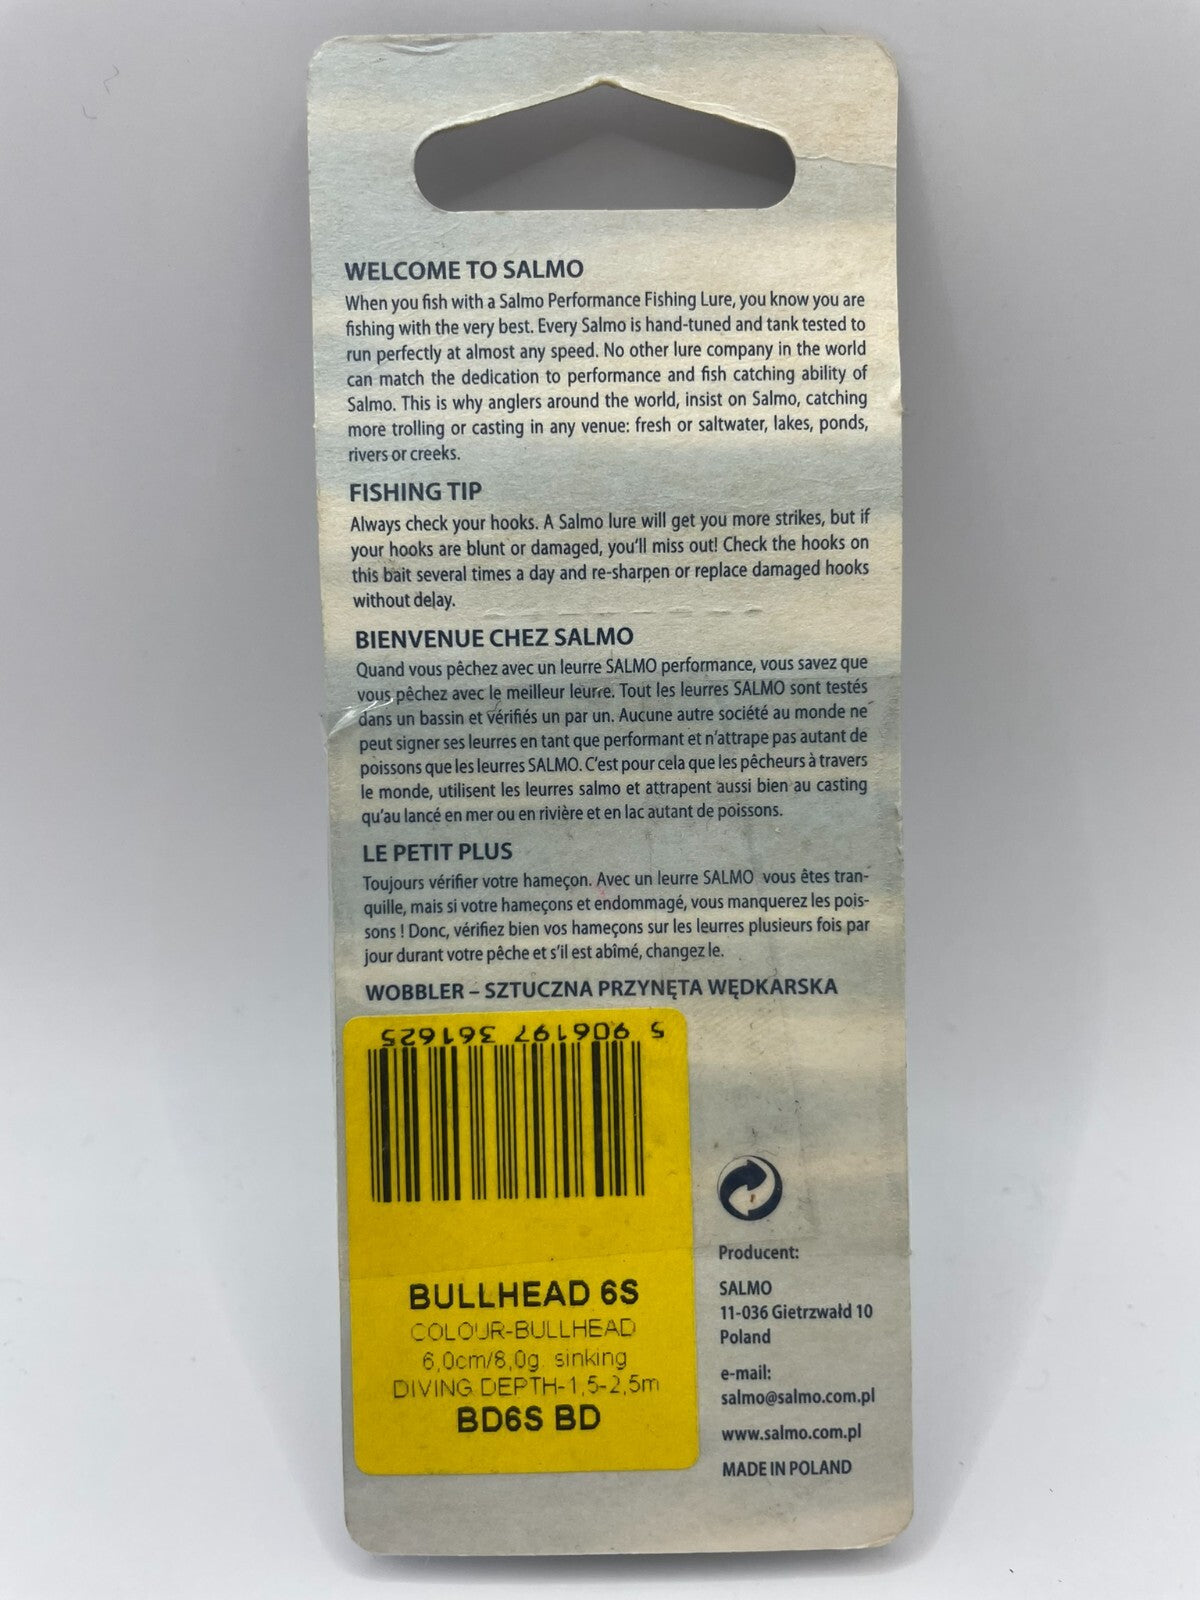 WELCOME TO SALMO
When you fish with a Salmo Performance Fishing Lure, you know you are
fishing with the very best. Every Salmo is hand-tuned and tank tested to
run perfectly at almost any speed. No other lure company in the world
can match the dedication to performance and fish catching ability of
Salmo. This is why anglers around the world, insist on Salmo, catching
more trolling or casting in any venue: fresh or saltwater, lakes, ponds,
rivers or creeks.
FISHING TIP
Always check your hooks. A Salmo lure will get you more strikes, but if
your hooks are blunt or damaged, you'll miss out! Check the hooks on
this bait several times a day and re-sharpen or replace damaged hooks
without delay.
BIENVENUE CHEZ SALMO
Quand vous pêchez avec un leurre SALMO performance, vous savez que
vous pêchez avec le meilleur leurre. Tout les leurres SALMO sont testés
dans un bassin et vérifiés un par un. Aucune autre société au monde ne
peut signer ses leurres en tant que performant et n'attrape pas autant de
poissons que les leurres SALMO. C'est pour cela que les pêcheurs à travers
le monde, utilisent les leurres salmo et attrapent aussi bien au casting
qu'au lancé en mer ou en rivière et en lac autant de poissons.
LE PETIT PLUS
Toujours vérifier votre hameçon. Avec un leurre SALMO vous êtes tran-
quille, mais si votre hameçons et endommagé, vous manquerez les pois-
sons ! Donc, vérifiez bien vos hameçons sur les leurres plusieurs fois par
jour durant votre pêche et s'il est abîmé, changez le.
WOBBLER – SZTUCZNA PRZYNĘTA WĘDKARSKA
5 906197 361625
BULLHEAD 6S
COLOUR-BULLHEAD
6,0cm/8,0g sinking
DIVING DEPTH-1,5-2,5m
BD6S BD
Producent:
SALMO
11-036 Gietrzwałd 10
Poland
e-mail:
salmo@salmo.com.pl
www.salmo.com.pl
MADE IN POLAND